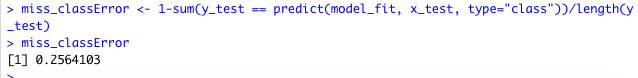 > miss_classError <- 1-sum(y_test == predict(model_fit, x_test, type="class"))/length(y
_test)
> miss_classError
[1] 0.2564103
>